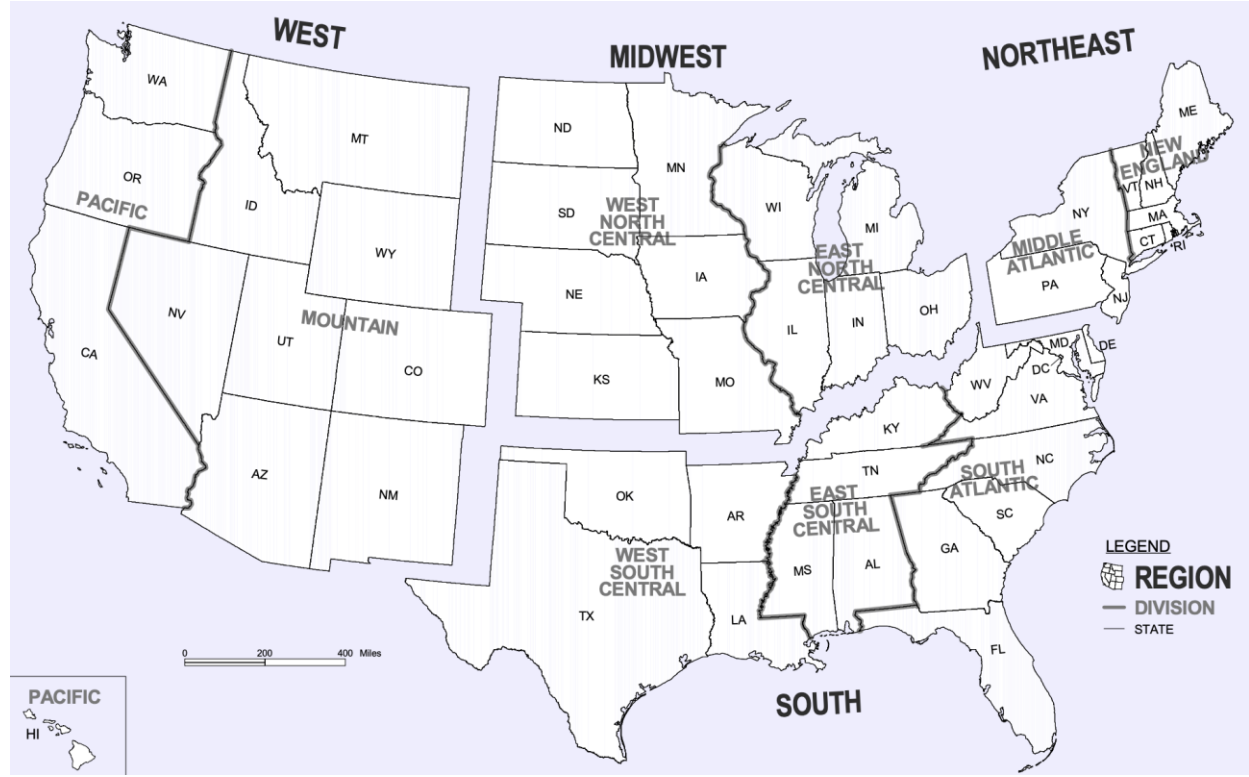 WEST
MIDWEST
NORTHEAST
WA
MT
OR
PACIFIC
ID
WY
NV
MOUNTAIN
UT
CO
CA
AZ
NM
ND
MN
SD
WEST
NORTH
CENTRAL
WI
MI
IA
NE
EAST
NORTH
CENTRAL
IL
IN
OH
KS
MO
ME
NEW
ENGLAND
VT
NH
NY
MA
MIDDLE
ATLANTIC
CT
RI
PA
NJ
MD
DE
DC
WV
VA
KY
TN
NC
SOUTH
ATLANTIC
SC
OK
AR
EAST
SOUTH
CENTRAL
GA
MS
AL
WEST
SOUTH
CENTRAL
TX
LA
FL
SOUTH
LEGEND
REGION
DIVISION
STATE
0 200 400 Miles
PACIFIC
HI